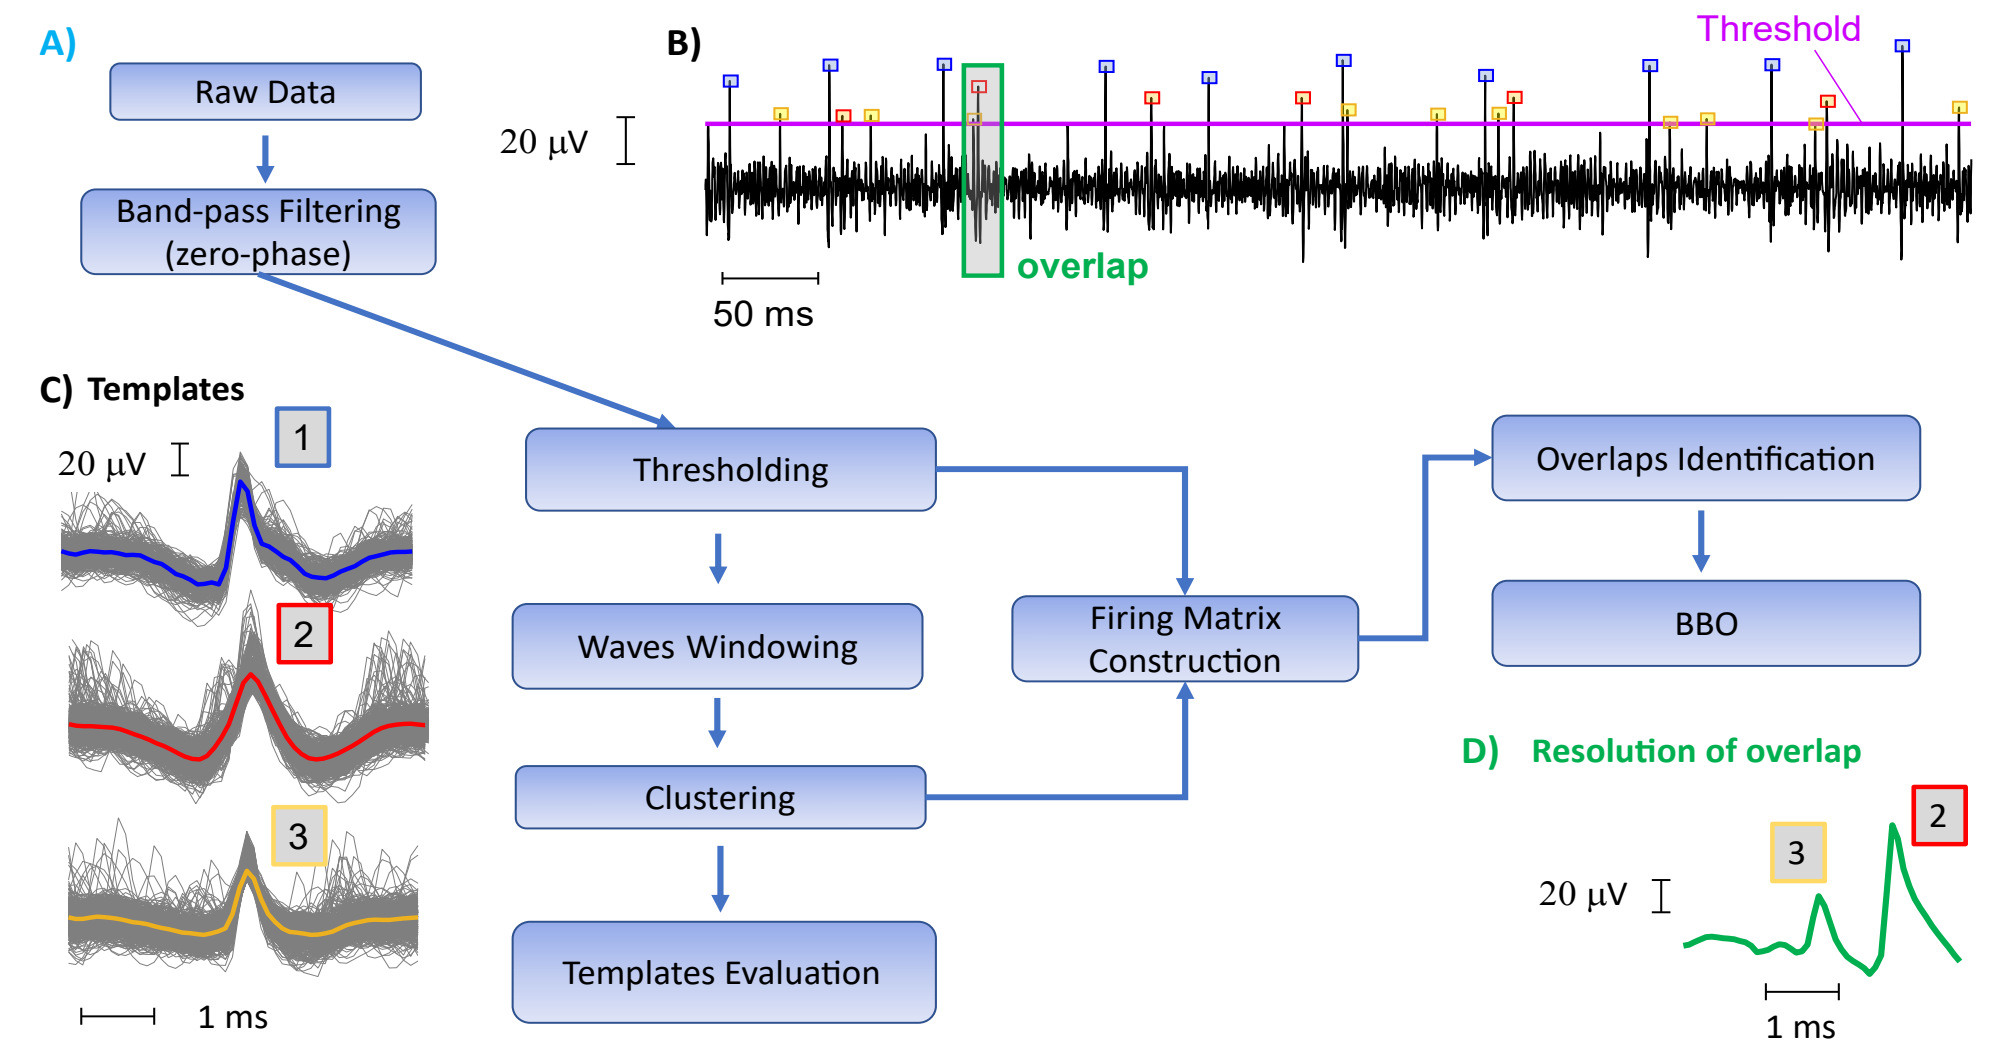 A)
Raw Data
Band-pass Filtering
(zero-phase)
B)
Threshold
20 μV
overlap
50 ms
C) Templates
1
20 μV
2
3
1 ms
Thresholding
Waves Windowing
Clustering
Templates Evaluation
Firing Matrix
Construction
Overlaps Identification
BBO
D) Resolution of overlap
2
3
20 μV
1 ms